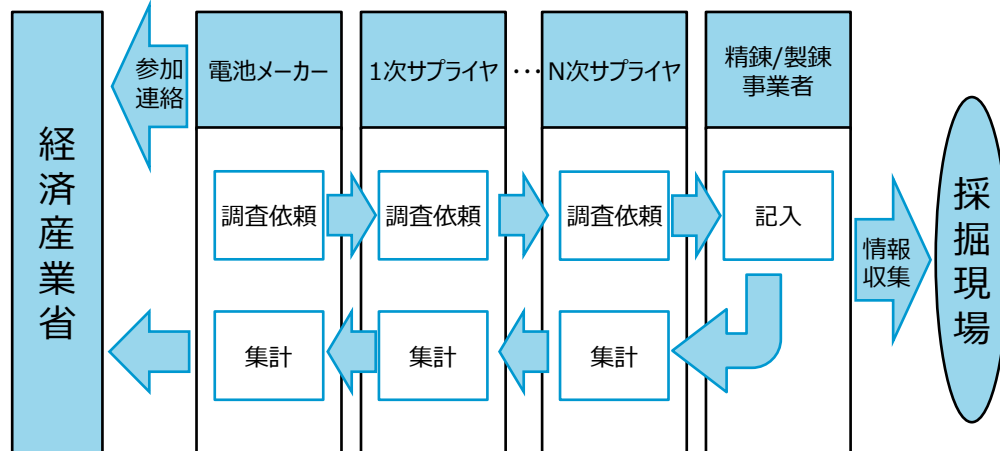 経済産業省
参加
連絡
電池メーカー
1次サプライヤ
･･･
N次サプライヤ
精錬/製錬
事業者
調査依頼
調査依頼
調査依頼
記入
情報
収集
採掘現場
集計
集計
集計